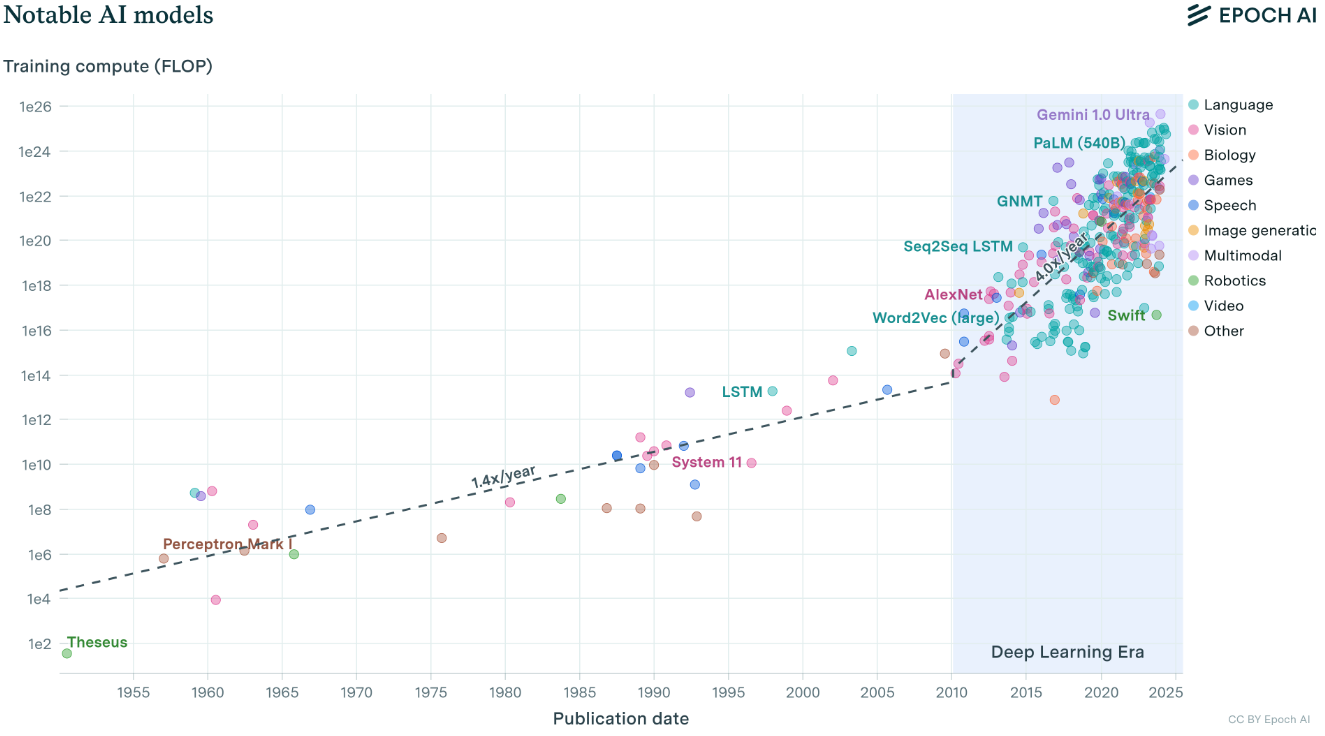 Notable AI models
EPOCH AI
Training compute (FLOP)
1e26
1e24
1e22
1e20
1e18
1e16
1e14
1e12
1e10
1e8
1e6
1e4
1e2
Gemini 1.0 Ultra
PaLM (540B)
GNMT
Seq2Seq LSTM
4.0x/year
AlexNet
Word2Vec (large)
Swift
LSTM
System 11
1.4x/year
Perceptron Mark I
Theseus
Deep Learning Era
Language
Vision
Biology
Games
Speech
Image generatic
Multimodal
Robotics
Video
Other
1955 1960 1965 1970 1975 1980 1985 1990 1995 2000 2005 2010 2015 2020 2025
Publication date
CC BY Epoch AI